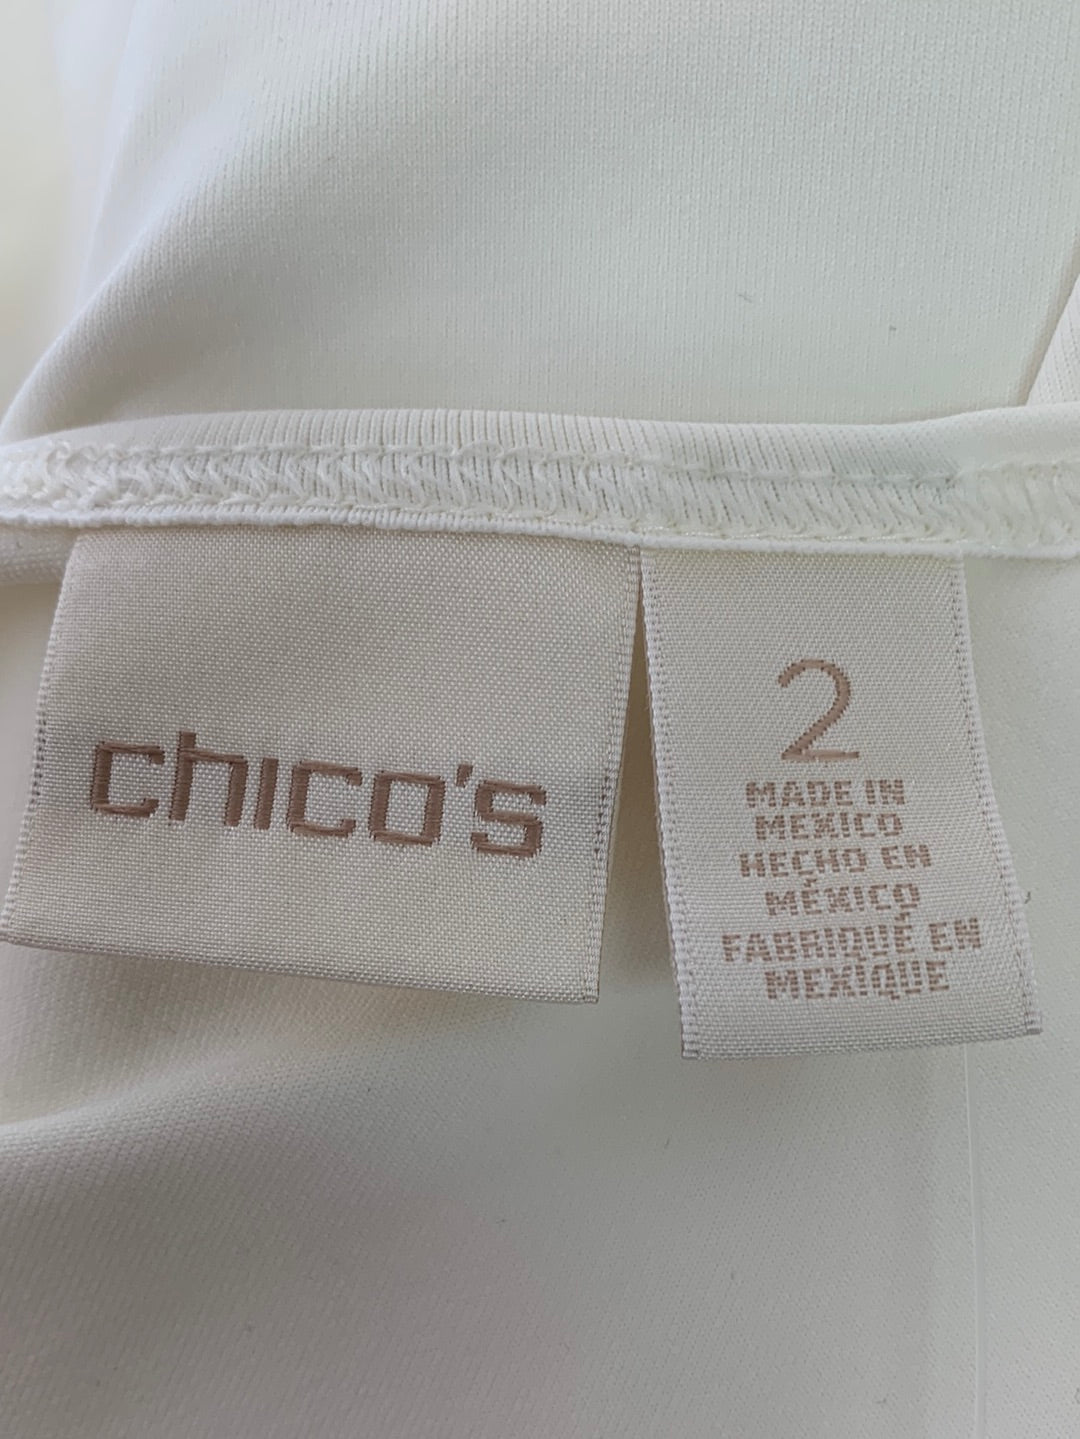 chico's
2
MADE IN
MEXICO
HECHO EN
MÉXICO
FABRIQUÉ EN
MEXIQUE